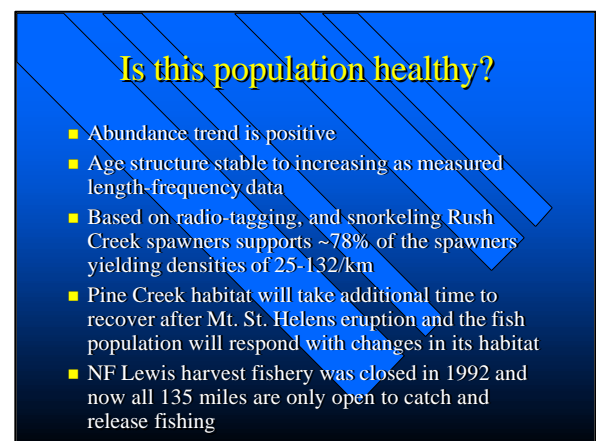 Is this population healthy?
Abundance trend is positive
Age structure stable to increasing as measured
length-frequency data
Based on radio-tagging, and snorkeling Rush
Creek spawners supports ~78% of the spawners
yielding densities of 25-132/km
Pine Creek habitat will take additional time to
recover after Mt. St. Helens eruption and the fish
population will respond with changes in its habitat
NF Lewis harvest fishery was closed in 1992 and
now all 135 miles are only open to catch and
release fishing